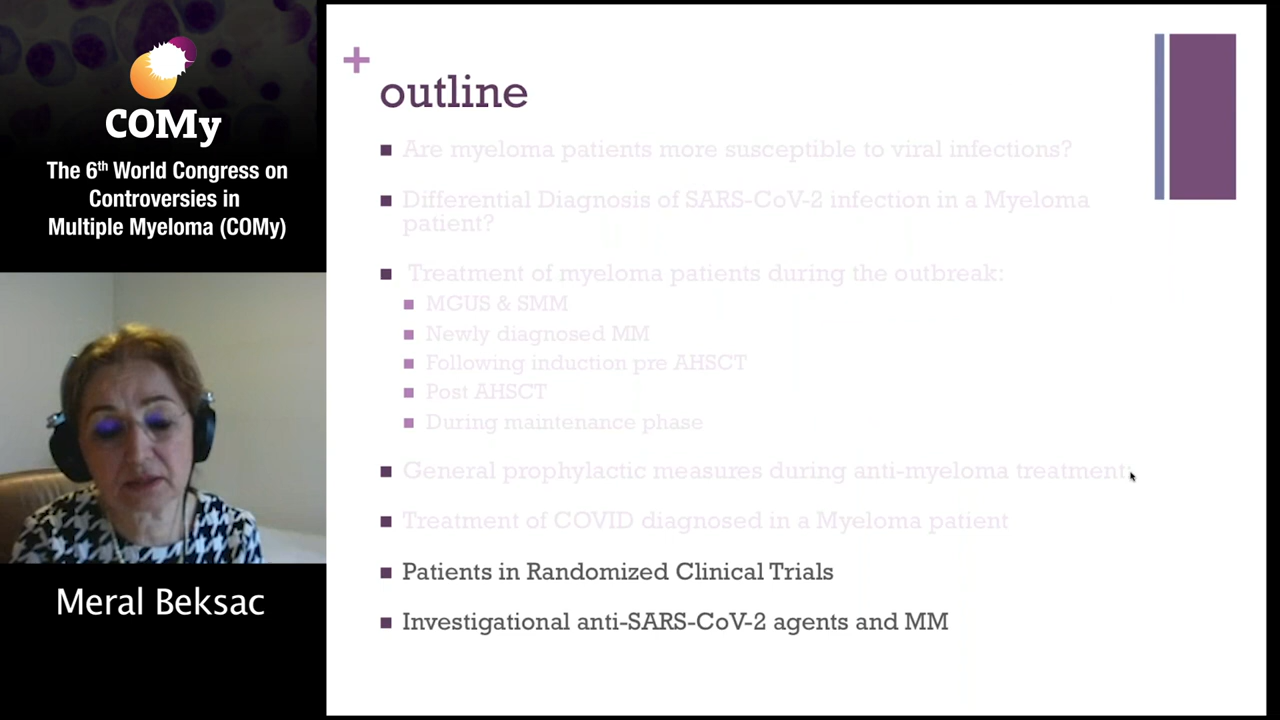 COMy
The 6th World Congress on
Controversies in
Multiple Myeloma (COMy)
Meral Beksac
+
outline
Are myeloma patients more susceptible to viral infections?
Differential Diagnosis of SARS-CoV-2 infection in a Myeloma
patient?
Treatment of myeloma patients during the outbreak:
MGUS & SMM
Newly diagnosed MM
Following induction pre AHSCT
Post AHSCT
During maintenance phase
General prophylactic measures during anti-myeloma treatment:
Treatment of COVID diagnosed in a Myeloma patient
Patients in Randomized Clinical Trials
Investigational anti-SARS-CoV-2 agents and MM